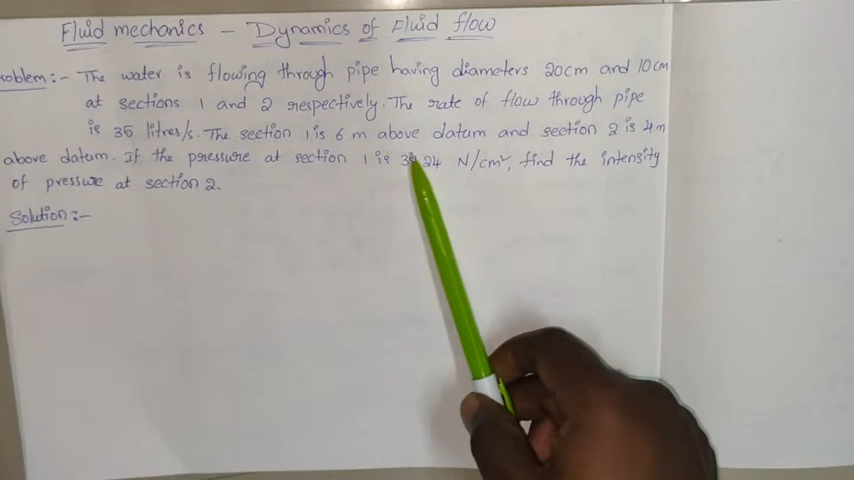 Fluid mechanics - Dynamics of Fluid flow
roblem:- The water is flowing through pipe having diameters 20cm and 10cm
at sections 1 and 2 respectively. The rate of flow through pipe
is 35 litres/s. The section 1 is 6 m above datum and section 2 is 4m
above datum. If the pressure at section 1 is 24 N/cm², find the intensity
of pressure at section 2.
Solution:-